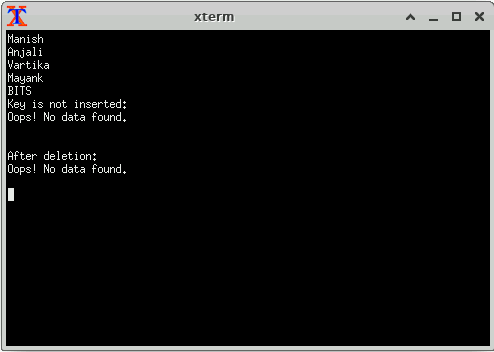 xterm
Manish
Anjali
Vartika
Mayank
BITS
Key is not inserted:
Oops! No data found.
After deletion:
Oops! No data found.